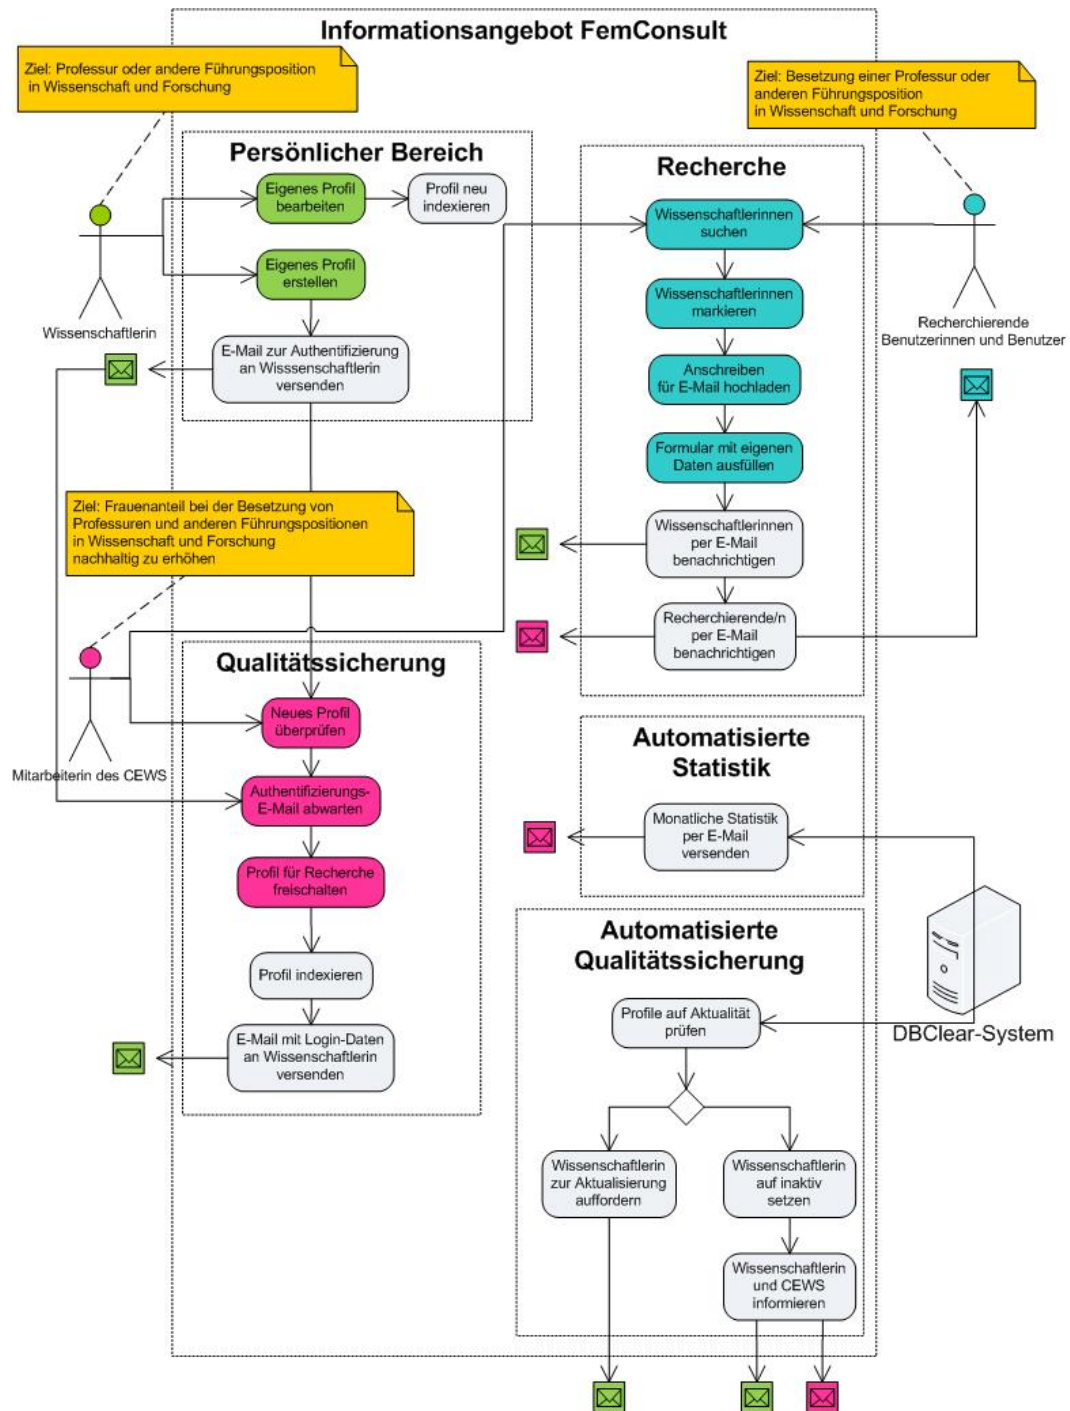 Informationsangebot FemConsult
Ziel: Professur oder andere Führungsposition
in Wissenschaft und Forschung
Ziel: Besetzung einer Professur oder
anderen Führungsposition
in Wissenschaft und Forschung
Persönlicher Bereich
Eigenes Profil
bearbeiten
Profil neu
indexieren
Eigenes Profil
erstellen
E-Mail zur Authentifizierung
an Wisssenschaftlerin
versenden
Wissenschaftlerin
Recherche
Wissenschaftlerinnen
suchen
Wissenschaftlerinnen
markieren
Anschreiben
für E-Mail hochladen
Formular mit eigenen
Daten ausfüllen
Wissenschaftlerinnen
per E-Mail
benachrichtigen
Recherchierende/n
per E-Mail
benachrichtigen
Recherchierende
Benutzerinnen und Benutzer
Ziel: Frauenanteil bei der Besetzung von
Professuren und anderen Führungspositionen
in Wissenschaft und Forschung
nachhaltig zu erhöhen
Mitarbeiterin des CEWS
Qualitätssicherung
Neues Profil
überprüfen
Authentifizierungs-
E-Mail abwarten
Profil für Recherche
freischalten
Profil indexieren
E-Mail mit Login-Daten
an Wissenschaftlerin
versenden
Automatisierte
Statistik
Monatliche Statistik
per E-Mail
versenden
Automatisierte
Qualitätssicherung
Profile auf Aktualität
prüfen
DBClear-System
Wissenschaftlerin
zur Aktualisierung
auffordern
Wissenschaftlerin
auf inaktiv
setzen
Wissenschaftlerin
und CEWS
informieren